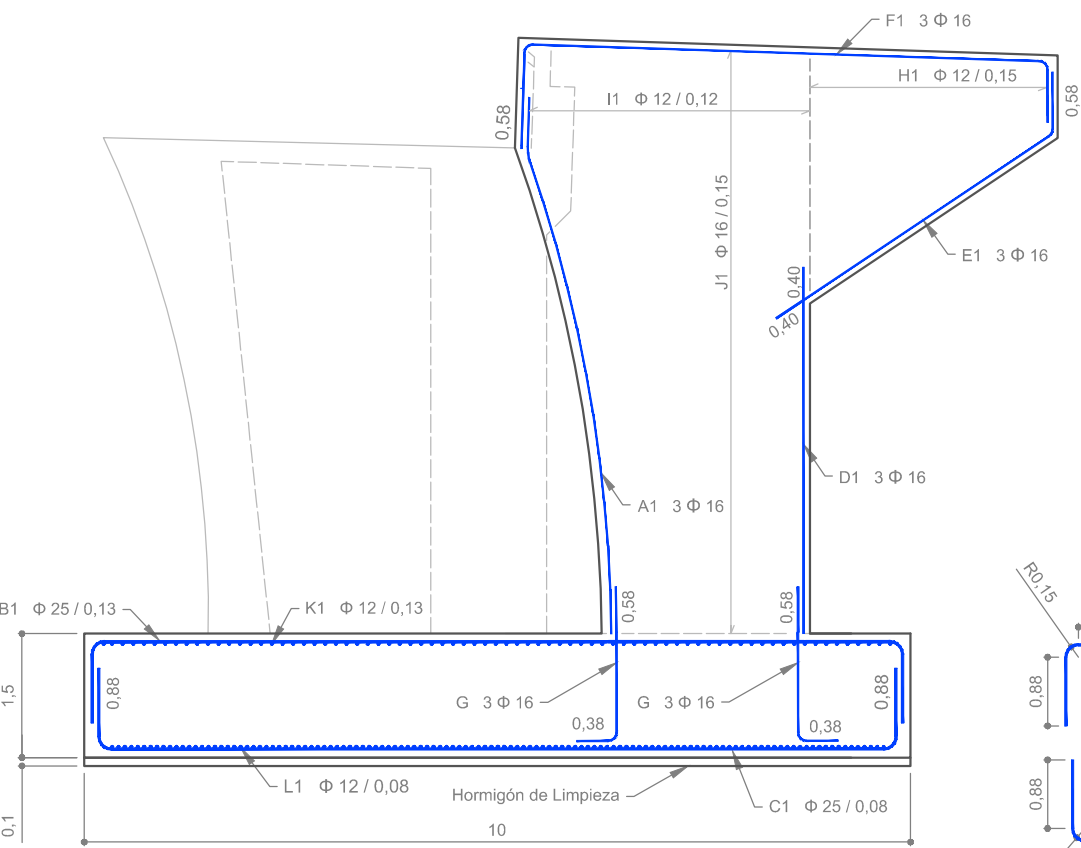 F1 3 Φ 16
H1 Φ 12 / 0,15
I1 Φ 12 / 0,12
0,58
0,58
J1 Φ 16 / 0,15
E1 3 Φ 16
0,40
0,40
D1 3 Φ 16
A1 3 Φ 16
R0,15
B1 Φ 25 / 0,13
K1 Φ 12 / 0,13
0,58
0,58
1,5
0,88
G 3 Φ 16
G 3 Φ 16
0,88
0,88
0,38
0,38
L1 Φ 12 / 0,08
Hormigón de Limpieza
C1 Φ 25 / 0,08
0,88
0,1
10